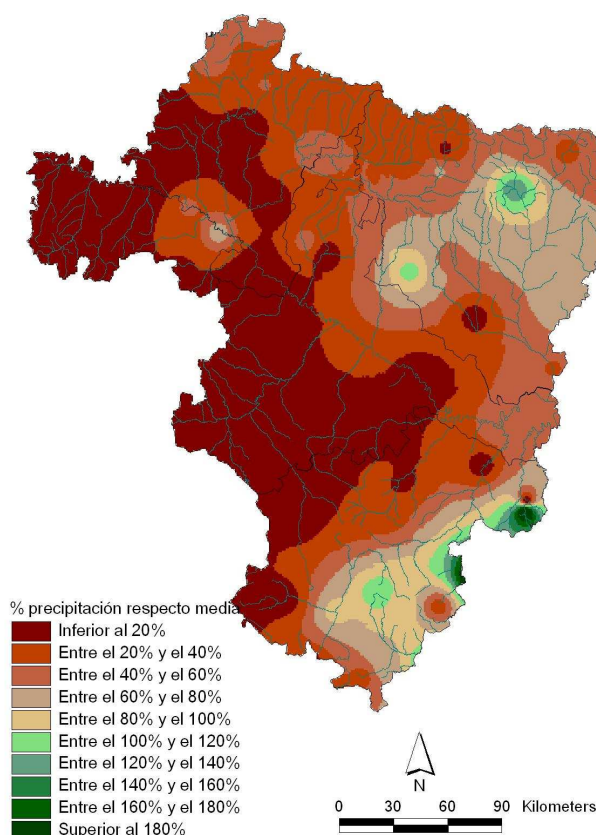 % precipitación respecto media
Inferior al 20%
Entre el 20% y el 40%
Entre el 40% y el 60%
Entre el 60% y el 80%
Entre el 80% y el 100%
Entre el 100% y el 120%
Entre el 120% y el 140%
Entre el 140% y el 160%
Entre el 160% y el 180%
Superior al 180%
N
0 30 60 90 Kilometers